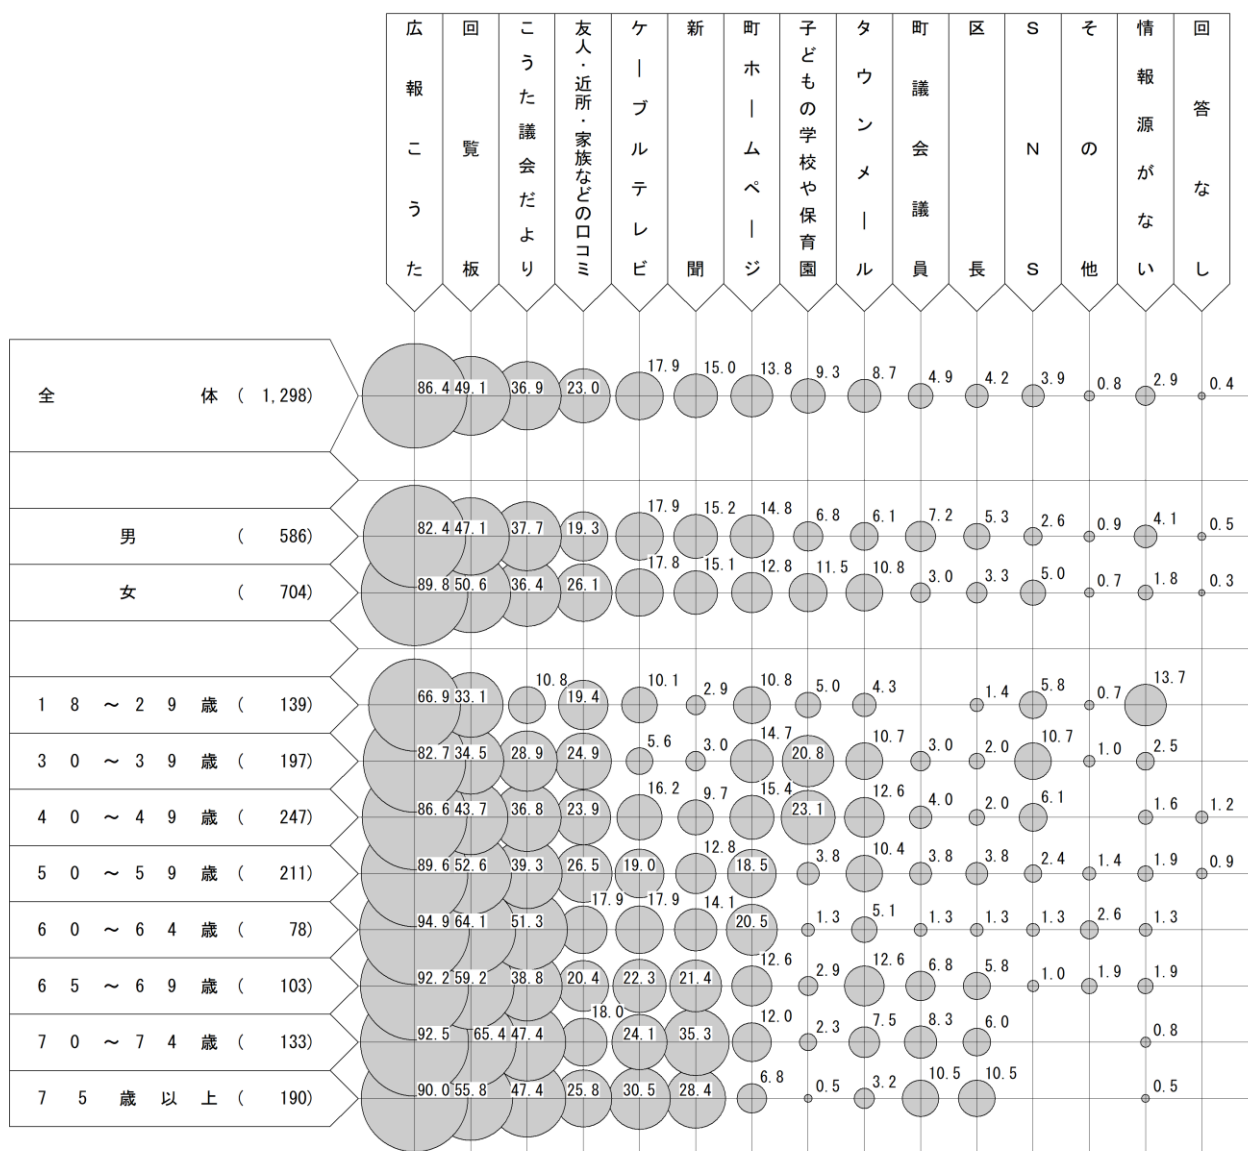 広報こうた
回覧板
こうた議会だより
友人・近所・家族などの口コミ
ケーブルテレビ
新聞
町ホームページ
子どもの学校や保育園
タウンメール
町議会議員
区長
SNS
その他
情報源がない
回答なし
全体(1,298) 86.4 49.1 36.9 23.0 17.9 15.0 13.8 9.3 8.7 4.9 4.2 3.9 0.8 2.9 0.4
男(586) 82.4 47.1 37.7 19.3 17.9 15.2 14.8 6.8 6.1 7.2 5.3 2.6 0.9 4.1 0.5
女(704) 89.8 50.6 36.4 26.1 17.8 15.1 12.8 11.5 10.8 3.0 3.3 5.0 0.7 1.8 0.3
18~29歳(139) 66.9 33.1 10.8 19.4 10.1 2.9 10.8 5.0 4.3 1.4 5.8 0.7 13.7
30~39歳(197) 82.7 34.5 28.9 24.9 5.6 3.0 14.7 20.8 10.7 3.0 2.0 10.7 1.0 2.5
40~49歳(247) 86.6 43.7 36.8 23.9 16.2 9.7 15.4 23.1 12.6 4.0 2.0 6.1 1.6 1.2
50~59歳(211) 89.6 52.6 39.3 26.5 19.0 12.8 18.5 3.8 10.4 3.8 3.8 2.4 1.4 1.9 0.9
60~64歳(78) 94.9 64.1 51.3 17.9 17.9 14.1 20.5 1.3 5.1 1.3 1.3 1.3 2.6 1.3
65~69歳(103) 92.2 59.2 38.8 20.4 22.3 21.4 12.6 2.9 12.6 6.8 5.8 1.0 1.9 1.9
70~74歳(133) 92.5 65.4 47.4 18.0 24.1 35.3 12.0 2.3 7.5 8.3 6.0 0.8
75歳以上(190) 90.0 55.8 47.4 25.8 30.5 28.4 6.8 0.5 3.2 10.5 10.5 0.5